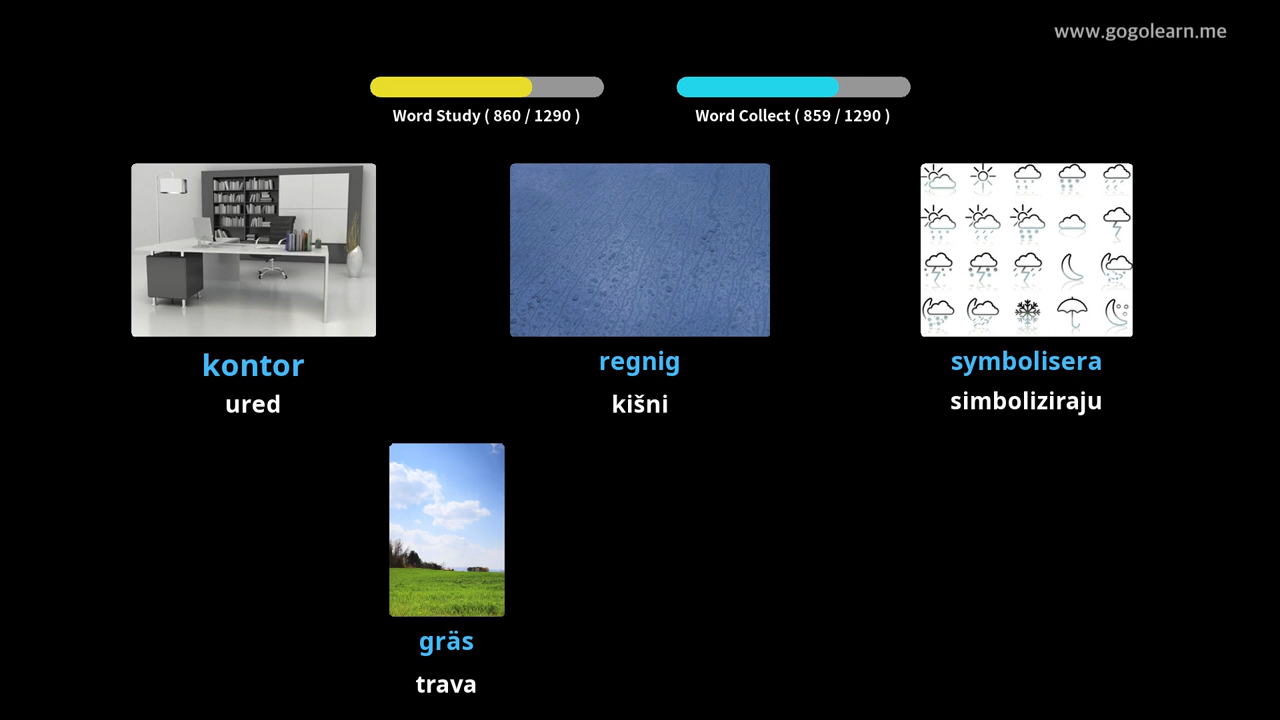 www.gogolearn.me
Word Study ( 860 / 1290 )
Word Collect ( 859 / 1290 )
kontor
ured
regnig
kišni
symbolisera
simboliziraju
gräs
trava